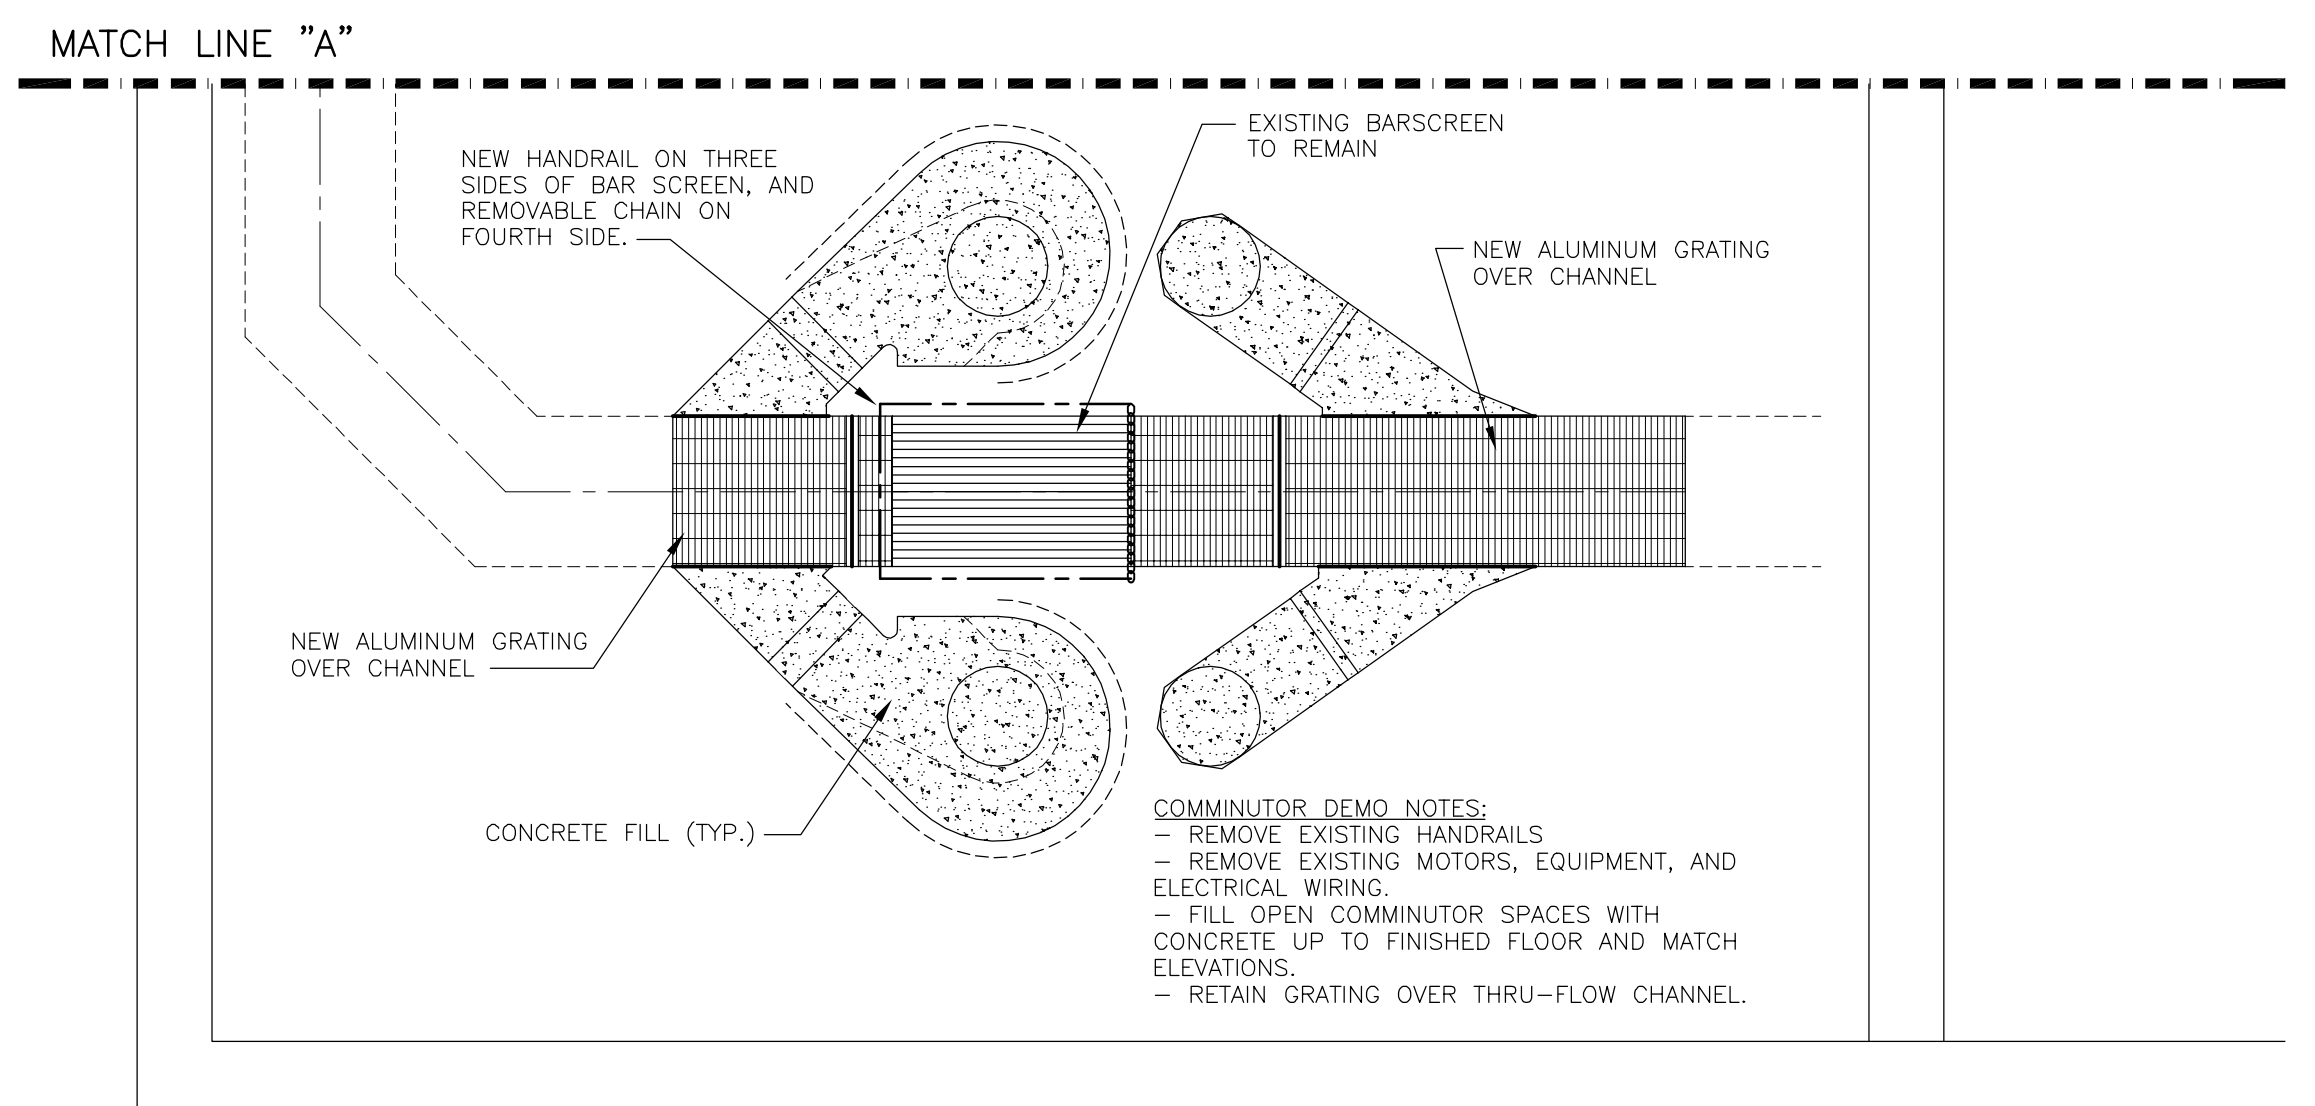 MATCH LINE "A"
EXISTING BARSCREEN
TO REMAIN
NEW HANDRAIL ON THREE
SIDES OF BAR SCREEN, AND
REMOVABLE CHAIN ON
FOURTH SIDE.
NEW ALUMINUM GRATING
OVER CHANNEL
NEW ALUMINUM GRATING
OVER CHANNEL
CONCRETE FILL (TYP.)
COMMINUTOR DEMO NOTES:
– REMOVE EXISTING HANDRAILS
– REMOVE EXISTING MOTORS, EQUIPMENT, AND
ELECTRICAL WIRING.
– FILL OPEN COMMINUTOR SPACES WITH
CONCRETE UP TO FINISHED FLOOR AND MATCH
ELEVATIONS.
– RETAIN GRATING OVER THRU–FLOW CHANNEL.